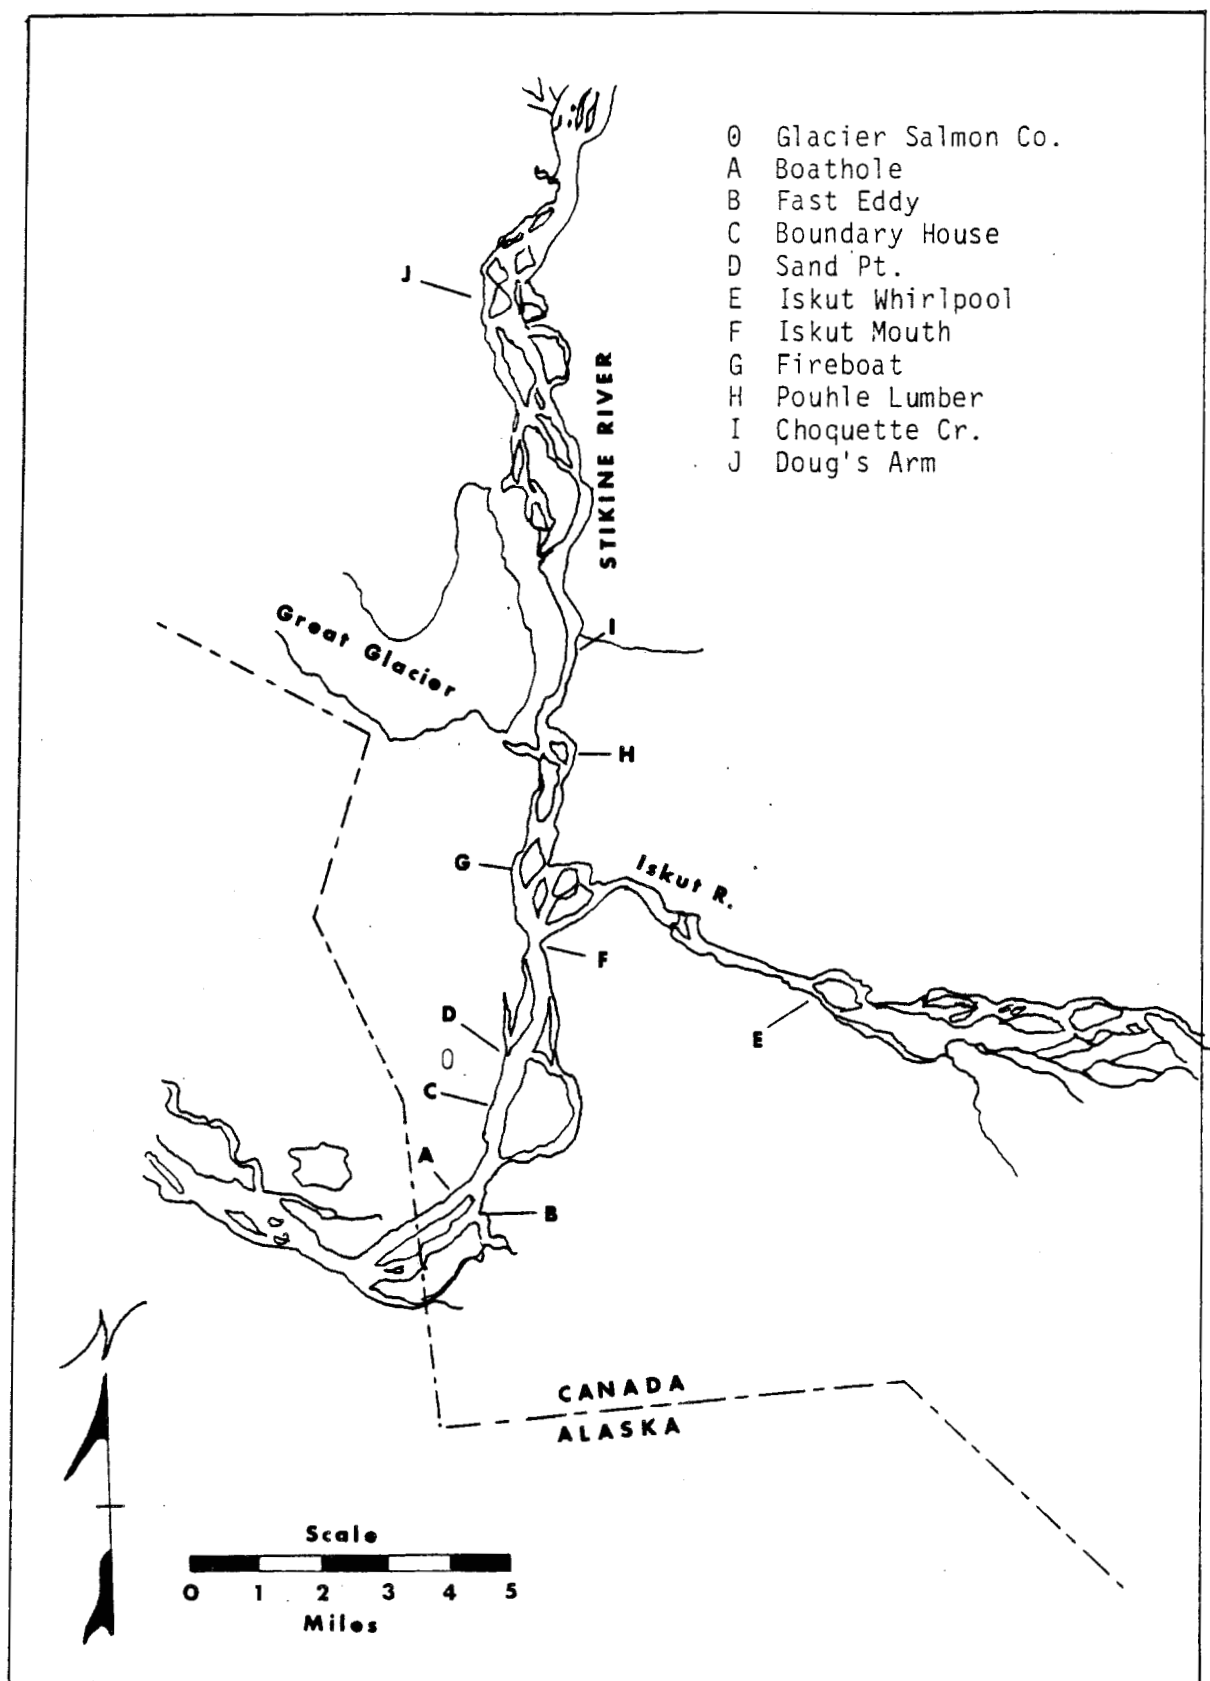 0 Glacier Salmon Co.
A Boathole
B Fast Eddy
C Boundary House
D Sand Pt.
E Iskut Whirlpool
F Iskut Mouth
G Fireboat
H Pouhle Lumber
I Choquette Cr.
J Doug's Arm
J
STIKINE RIVER
I
Great Glacier
H
G
Iskut R.
F
D
E
0
C
A
B
CANADA
ALASKA
Scale
0 1 2 3 4 5
Miles